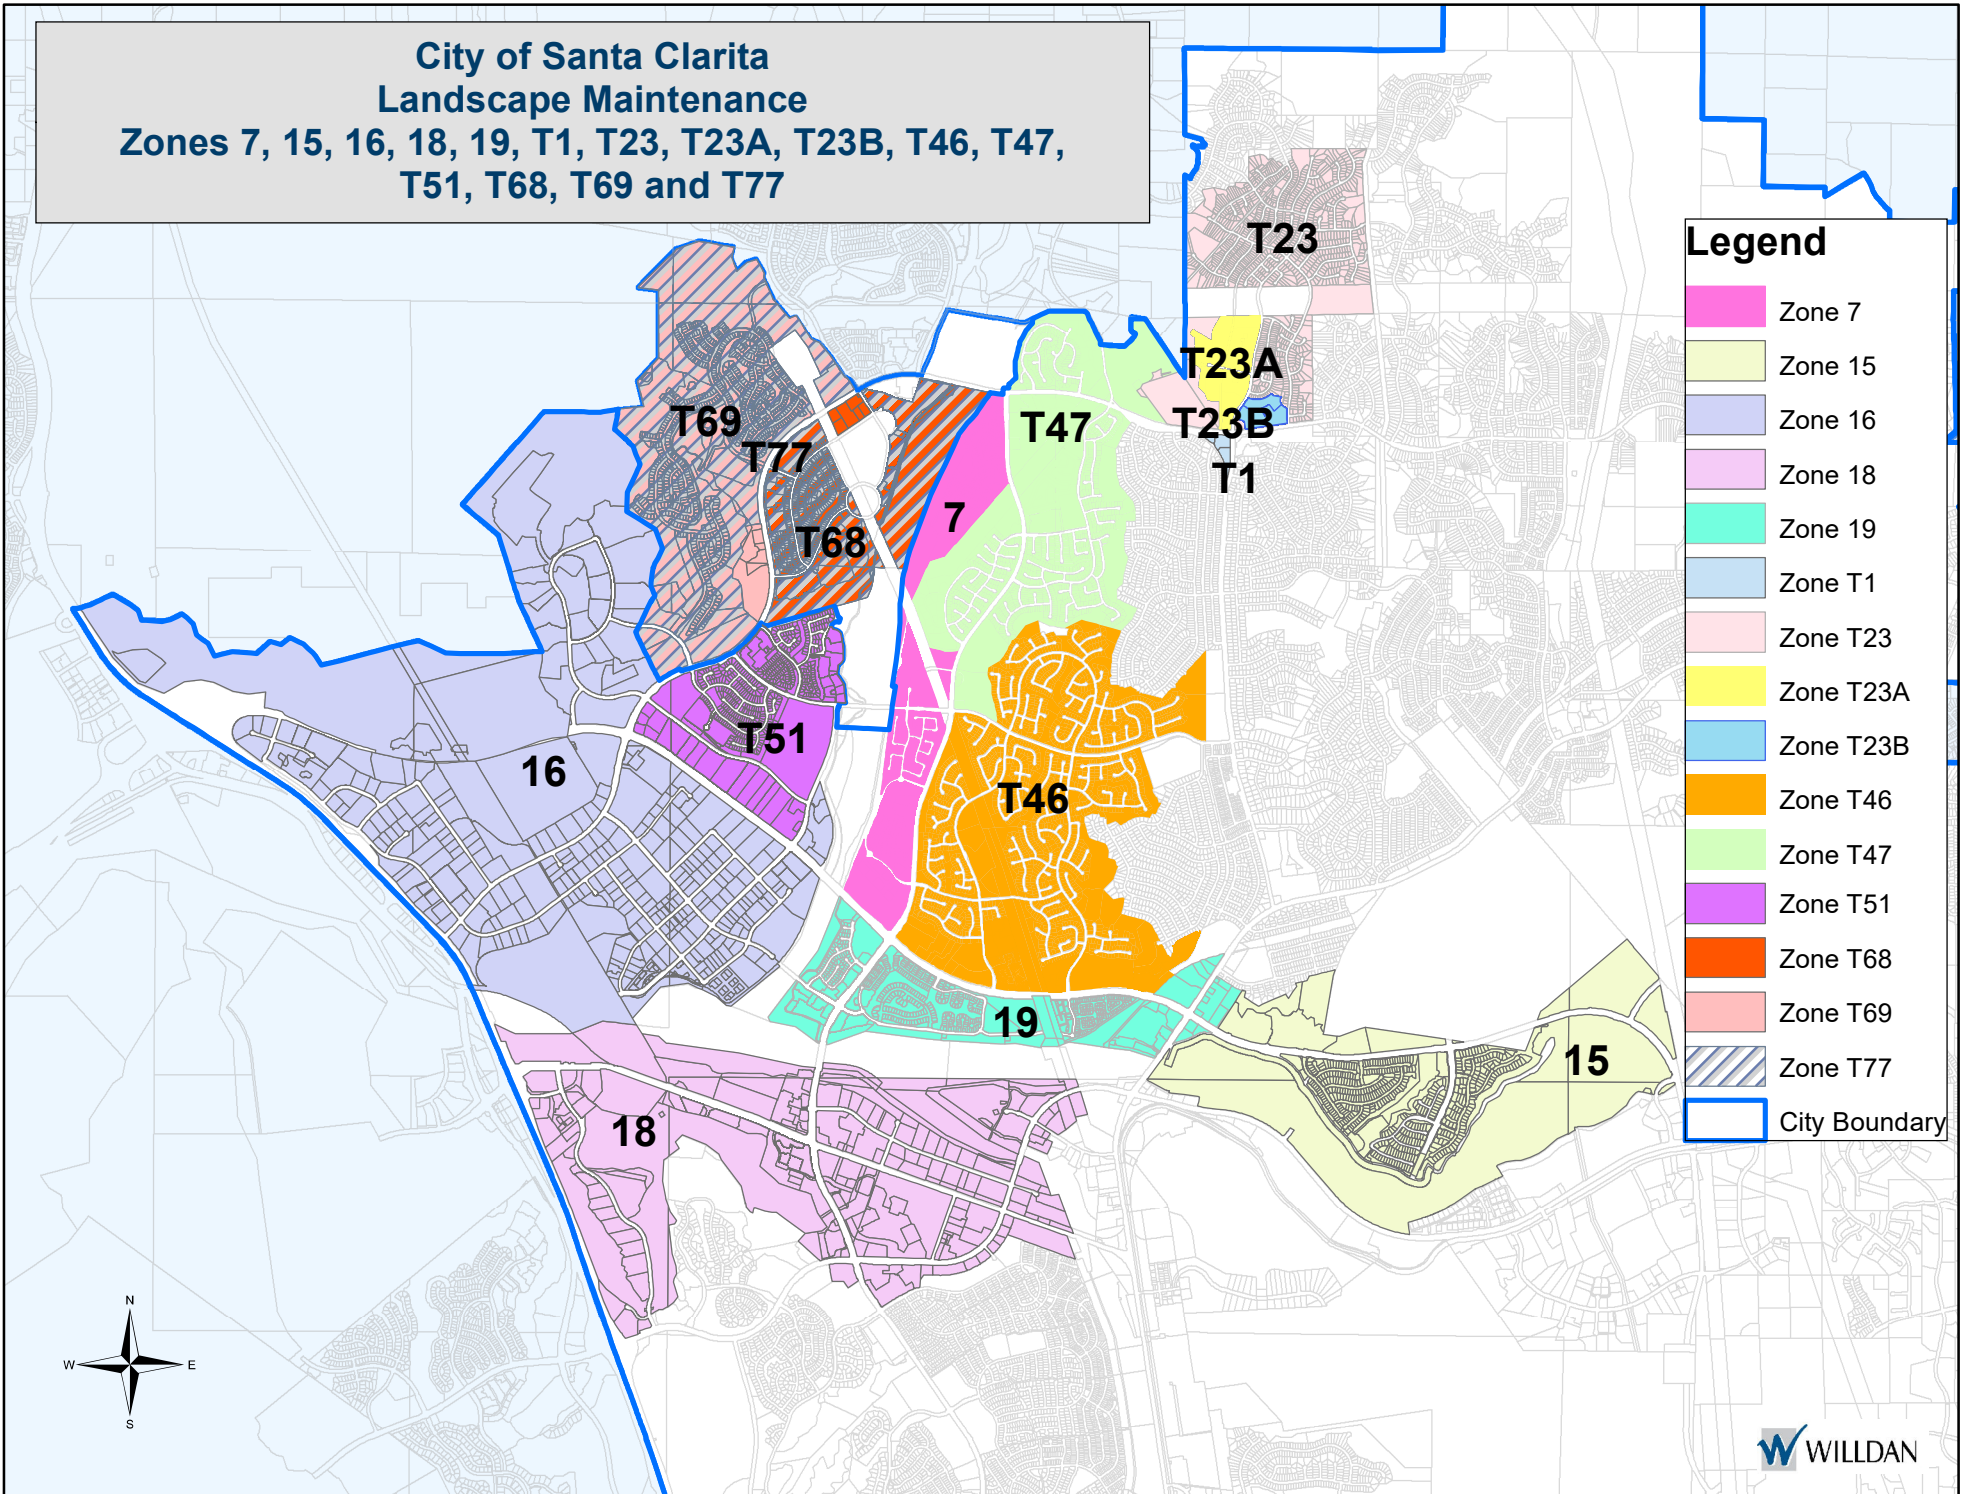 City of Santa Clarita
Landscape Maintenance
Zones 7, 15, 16, 18, 19, T1, T23, T23A, T23B, T46, T47,
T51, T68, T69 and T77
T23
T23A
T23B
T1
T47
T69
T77
T68
7
T51
16
T46
19
15
18
Legend
Zone 7
Zone 15
Zone 16
Zone 18
Zone 19
Zone T1
Zone T23
Zone T23A
Zone T23B
Zone T46
Zone T47
Zone T51
Zone T68
Zone T69
Zone T77
City Boundary
N
W
E
S
W WILLDAN